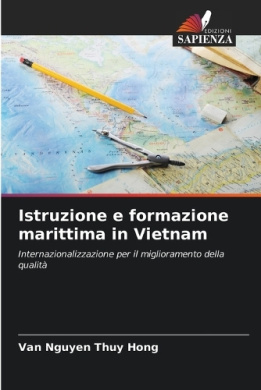 EDIZIONI
SAPIENZA
Istruzione e formazione
marittima in Vietnam
Internazionalizzazione per il miglioramento della
qualità
Van Nguyen Thuy Hong